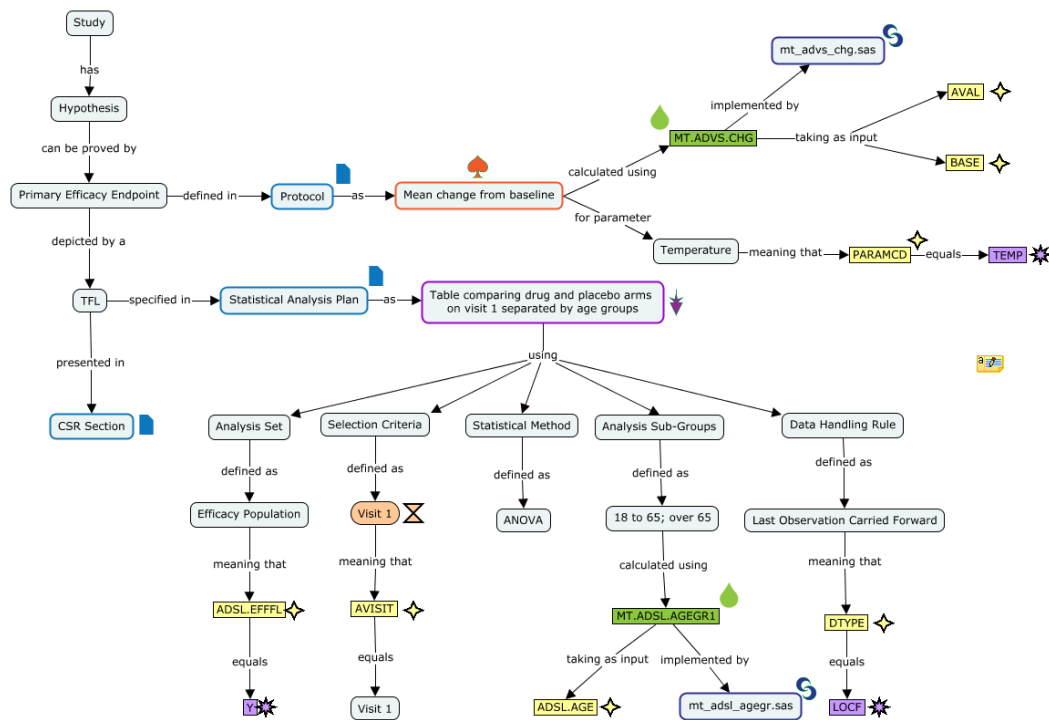 Study
mt_advs_chg.sas
has
Hypothesis
implemented by
AVAL
can be proved by
MT.ADVS.CHG
taking as input
BASE
calculated using
Primary Efficacy Endpoint
defined in
Protocol
as
Mean change from baseline
for parameter
depicted by a
Temperature
meaning that
PARAMCD
equals
TEMP
TFL
specified in
Statistical Analysis Plan
as
Table comparing drug and placebo arms
on visit 1 separated by age groups
presented in
using
a
CSR Section
Analysis Set
Selection Criteria
Statistical Method
Analysis Sub-Groups
Data Handling Rule
defined as
defined as
defined as
defined as
defined as
Efficacy Population
Visit 1
ANOVA
18 to 65; over 65
Last Observation Carried Forward
meaning that
meaning that
calculated using
meaning that
ADSL.EFFFL
AVISIT
MT.ADSL.AGEGR1
DTYPE
equals
equals
taking as input
implemented by
equals
Y
Visit 1
ADSL.AGE
mt_adsl_agegr.sas
LOCF